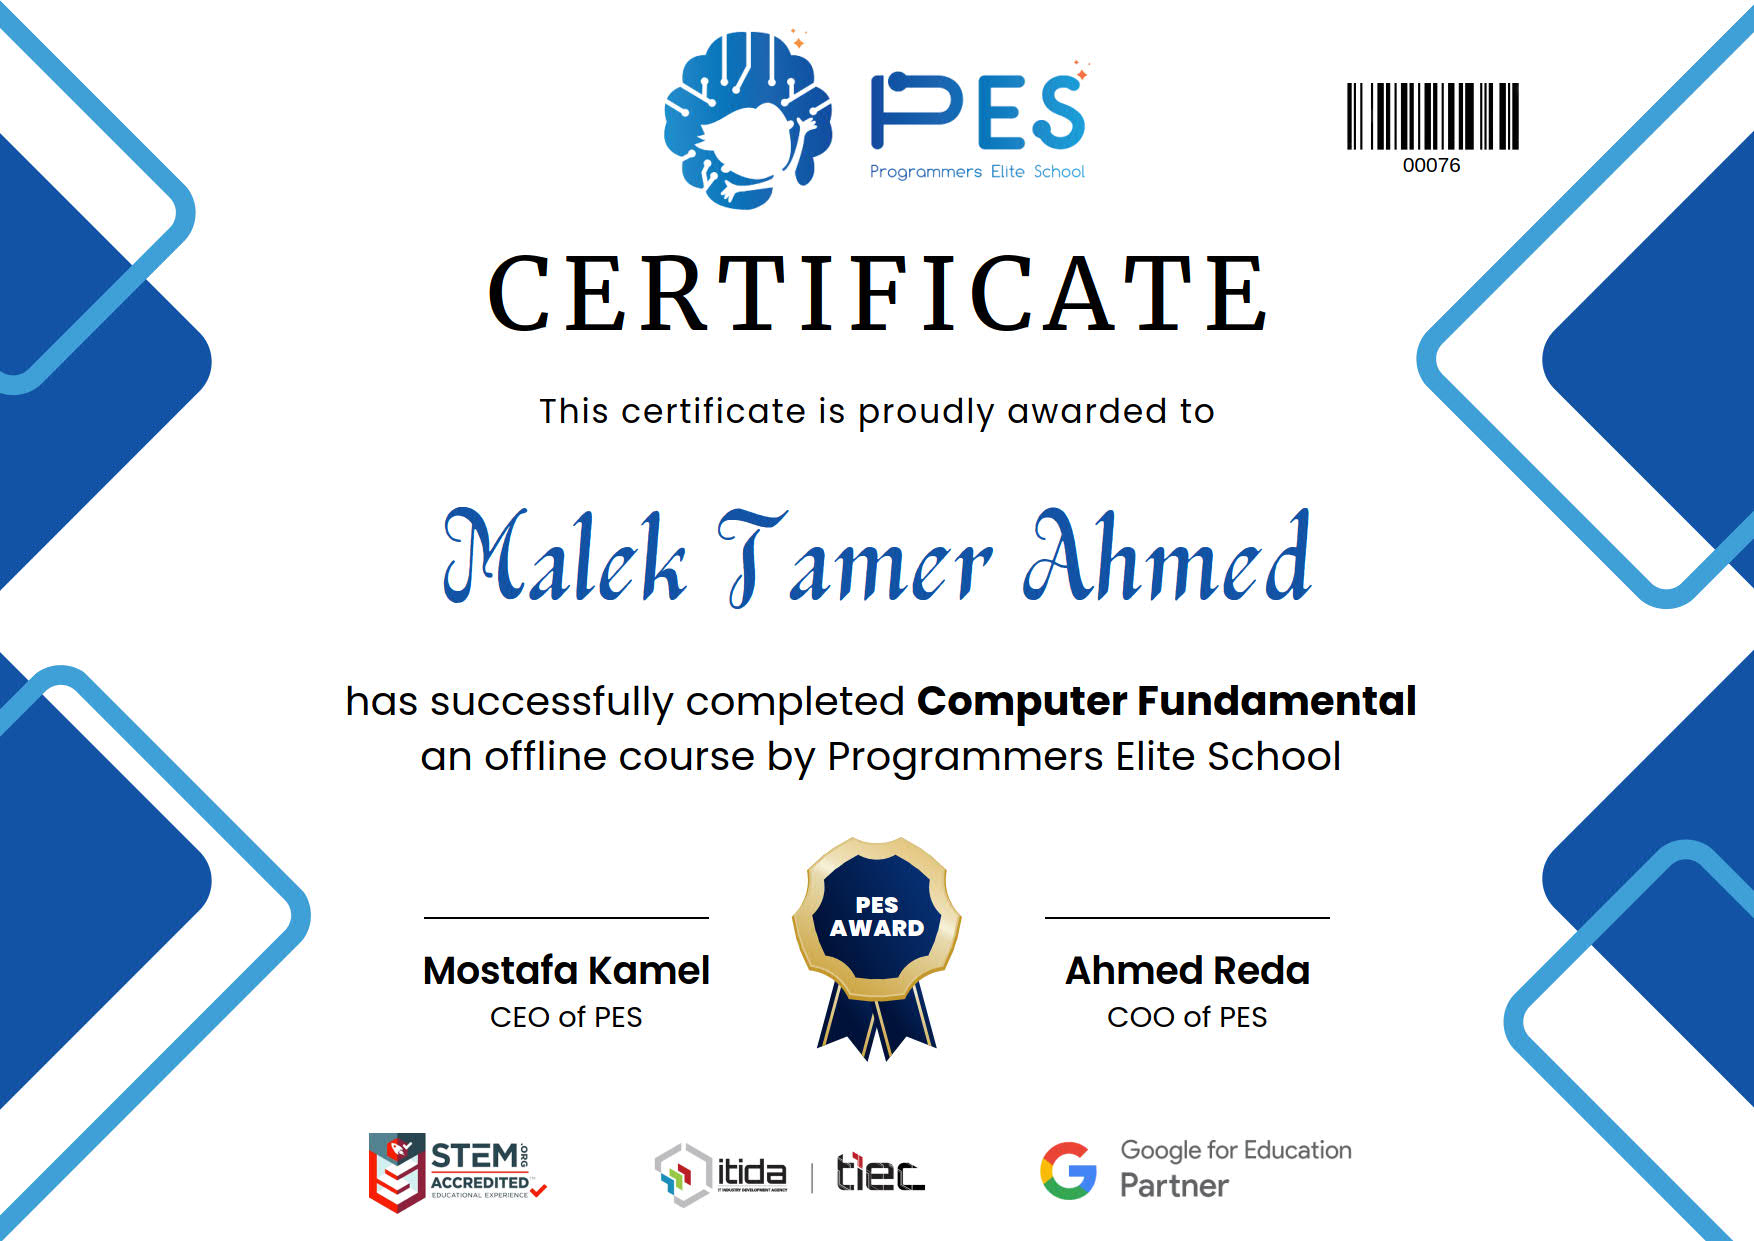 PES
Programmers Elite School
00076
CERTIFICATE
This certificate is proudly awarded to
Malek Tamer Ahmed
has successfully completed Computer Fundamental
an offline course by Programmers Elite School
PES
AWARD
Mostafa Kamel
CEO of PES
Ahmed Reda
COO of PES
STEM.ORG
ACCREDITED
EDUCATIONAL EXPERIENCE
itida
IT INDUSTRY DEVELOPMENT AGENCY
tiec
Google for Education
Partner